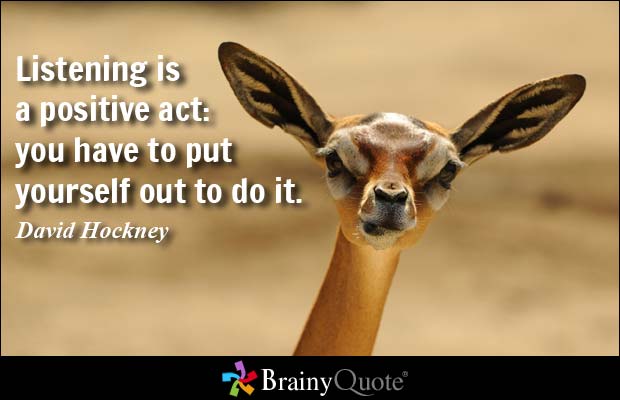 Listening is
a positive act:
you have to put
yourself out to do it.
David Hockney
BrainyQuote®